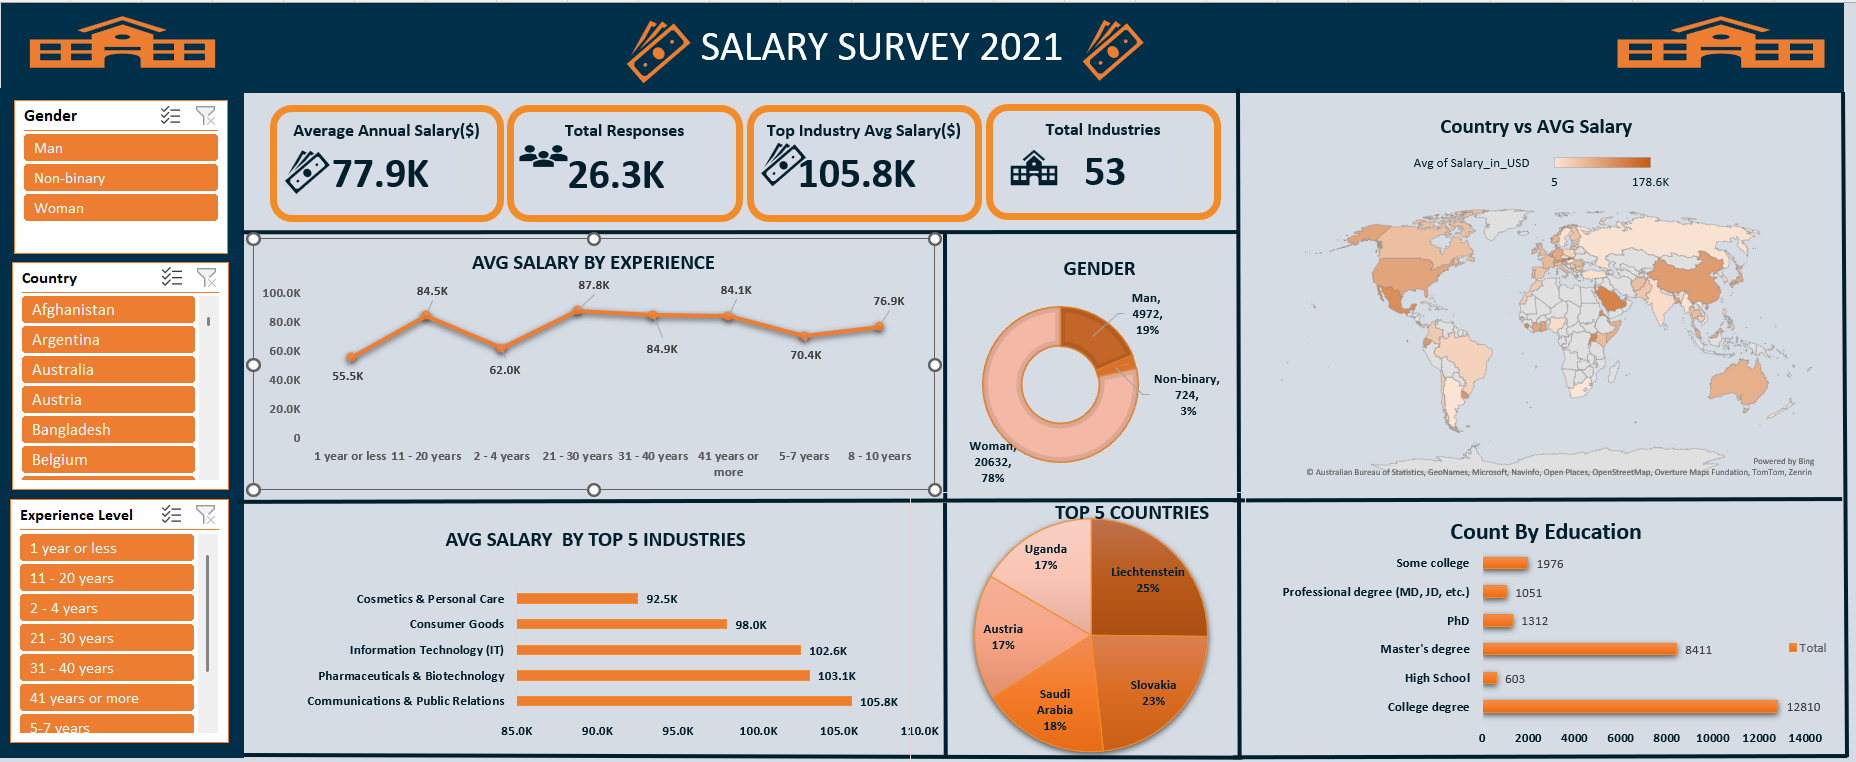 SALARY SURVEY 2021
Gender
Man
Non-binary
Woman
Country
Afghanistan
Argentina
Australia
Austria
Bangladesh
Belgium
Experience Level
1 year or less
11 - 20 years
2 - 4 years
21 - 30 years
31 - 40 years
41 years or more
5-7 years
Average Annual Salary($)
77.9K
Total Responses
26.3K
Top Industry Avg Salary($)
105.8K
Total Industries
53
AVG SALARY BY EXPERIENCE
100.0K
80.0K
60.0K
40.0K
20.0K
0
55.5K
84.5K
62.0K
87.8K
84.9K
84.1K
70.4K
76.9K
1 year or less
11 - 20 years
2 - 4 years
21 - 30 years
31 - 40 years
41 years or
more
5-7 years
8 - 10 years
GENDER
Man,
4972,
19%
Non-binary,
724,
3%
Woman,
20632,
78%
Country vs AVG Salary
Avg of Salary_in_USD
5
178.6K
Powered by Bing
© Australian Bureau of Statistics, GeoNames, Microsoft, Navinfo, Open Places, OpenStreetMap, Overture Maps Fundation, TomTom, Zenrin
AVG SALARY BY TOP 5 INDUSTRIES
Cosmetics & Personal Care 92.5K
Consumer Goods 98.0K
Information Technology (IT) 102.6K
Pharmaceuticals & Biotechnology 103.1K
Communications & Public Relations 105.8K
85.0K 90.0K 95.0K 100.0K 105.0K 110.0K
TOP 5 COUNTRIES
Uganda
17%
Liechtenstein
25%
Austria
17%
Slovakia
23%
Saudi
Arabia
18%
Count By Education
Some college 1976
Professional degree (MD, JD, etc.) 1051
PhD 1312
Master's degree 8411
High School 603
College degree 12810
0 2000 4000 6000 8000 10000 12000 14000
Total